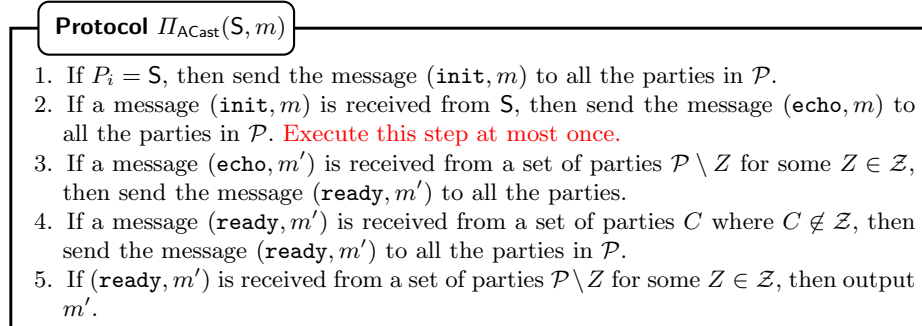 Protocol Π_ACast(S, m)
1. If P_i = S, then send the message (init, m) to all the parties in 𝒫.
2. If a message (init, m) is received from S, then send the message (echo, m) to
all the parties in 𝒫. Execute this step at most once.
3. If a message (echo, m′) is received from a set of parties 𝒫 \ Z for some Z ∈ 𝒵,
then send the message (ready, m′) to all the parties.
4. If a message (ready, m′) is received from a set of parties C where C ∉ 𝒵, then
send the message (ready, m′) to all the parties in 𝒫.
5. If (ready, m′) is received from a set of parties 𝒫\Z for some Z ∈ 𝒵, then output
m′.